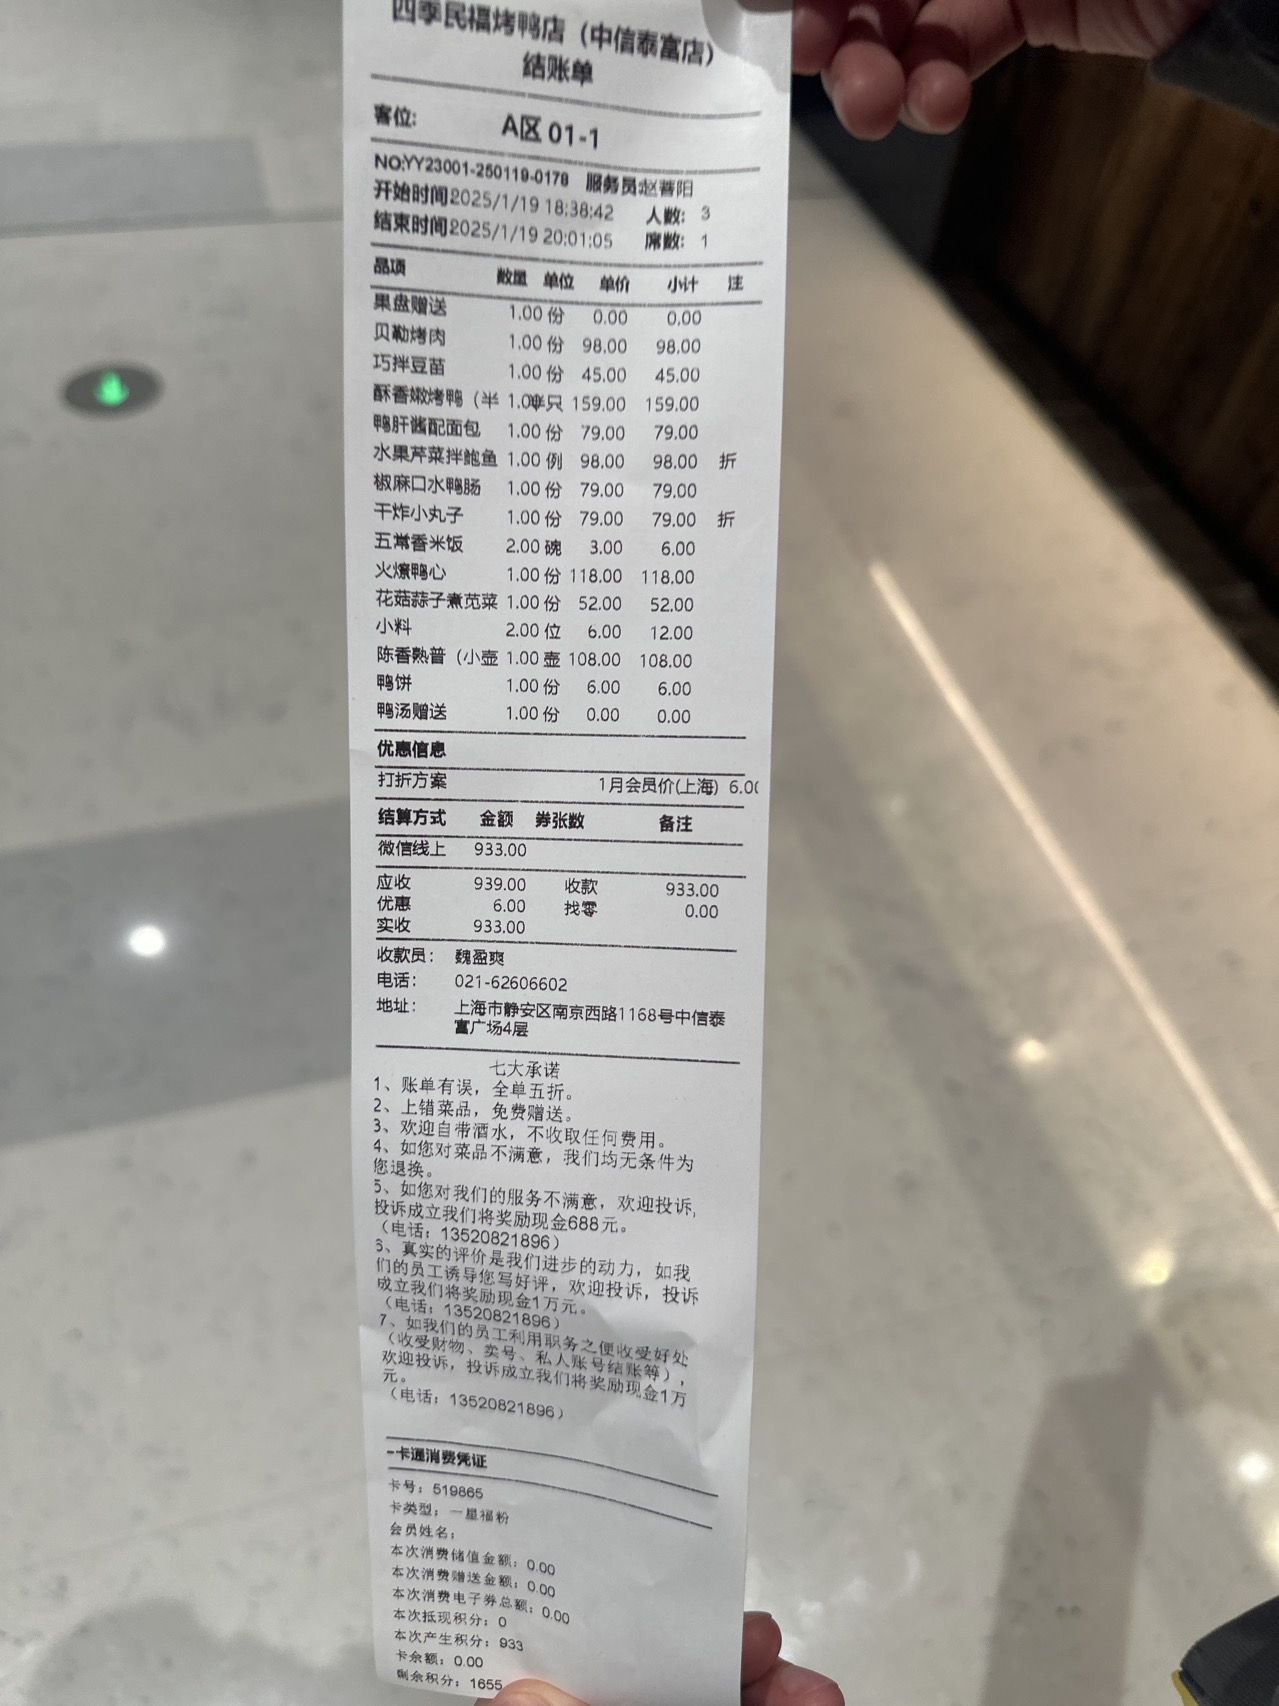 四季民福烤鸭店（中信泰富店）
结账单
客位: A区 01-1
NO:YY23001-250119-0178 服务员:赵蓍阳
开始时间2025/1/19 18:38:42 人数: 3
结束时间2025/1/19 20:01:05 席数: 1
品项 数量 单位 单价 小计 注
果盘赠送 1.00 份 0.00 0.00
贝勒烤肉 1.00 份 98.00 98.00
巧拌豆苗 1.00 份 45.00 45.00
酥香嫩烤鸭（半 1.00半只 159.00 159.00
鸭肝酱配面包 1.00 份 79.00 79.00
水果芹菜拌鲍鱼 1.00 例 98.00 98.00 折
椒麻口水鸭肠 1.00 份 79.00 79.00
干炸小丸子 1.00 份 79.00 79.00 折
五常香米饭 2.00 碗 3.00 6.00
火燎鸭心 1.00 份 118.00 118.00
花菇蒜子煮苋菜 1.00 份 52.00 52.00
小料 2.00 位 6.00 12.00
陈香熟普（小壶 1.00 壶 108.00 108.00
鸭饼 1.00 份 6.00 6.00
鸭汤赠送 1.00 份 0.00 0.00
优惠信息
打折方案 1月会员价(上海) 6.00
结算方式 金额 券张数 备注
微信线上 933.00
应收 939.00 收款 933.00
优惠 6.00 找零 0.00
实收 933.00
收款员: 魏盈爽
电话: 021-62606602
地址: 上海市静安区南京西路1168号中信泰
富广场4层
七大承诺
1、账单有误，全单五折。
2、上错菜品，免费赠送。
3、欢迎自带酒水，不收取任何费用。
4、如您对菜品不满意，我们均无条件为
您退换。
5、如您对我们的服务不满意，欢迎投诉,
投诉成立我们将奖励现金688元。
（电话：13520821896）
6、真实的评价是我们进步的动力，如我
们的员工诱导您写好评，欢迎投诉，投诉
成立我们将奖励现金1万元。
（电话：13520821896）
7、如我们的员工利用职务之便收受好处
（收受财物、卖号、私人账号结账等），
欢迎投诉，投诉成立我们将奖励现金1万
元。
（电话：13520821896）
一卡通消费凭证
卡号：519865
卡类型：一星福粉
会员姓名：
本次消费储值金额：0.00
本次消费赠送金额：0.00
本次消费电子券总额：0.00
本次抵现积分：0
本次产生积分：933
卡余额：0.00
剩余积分：1655